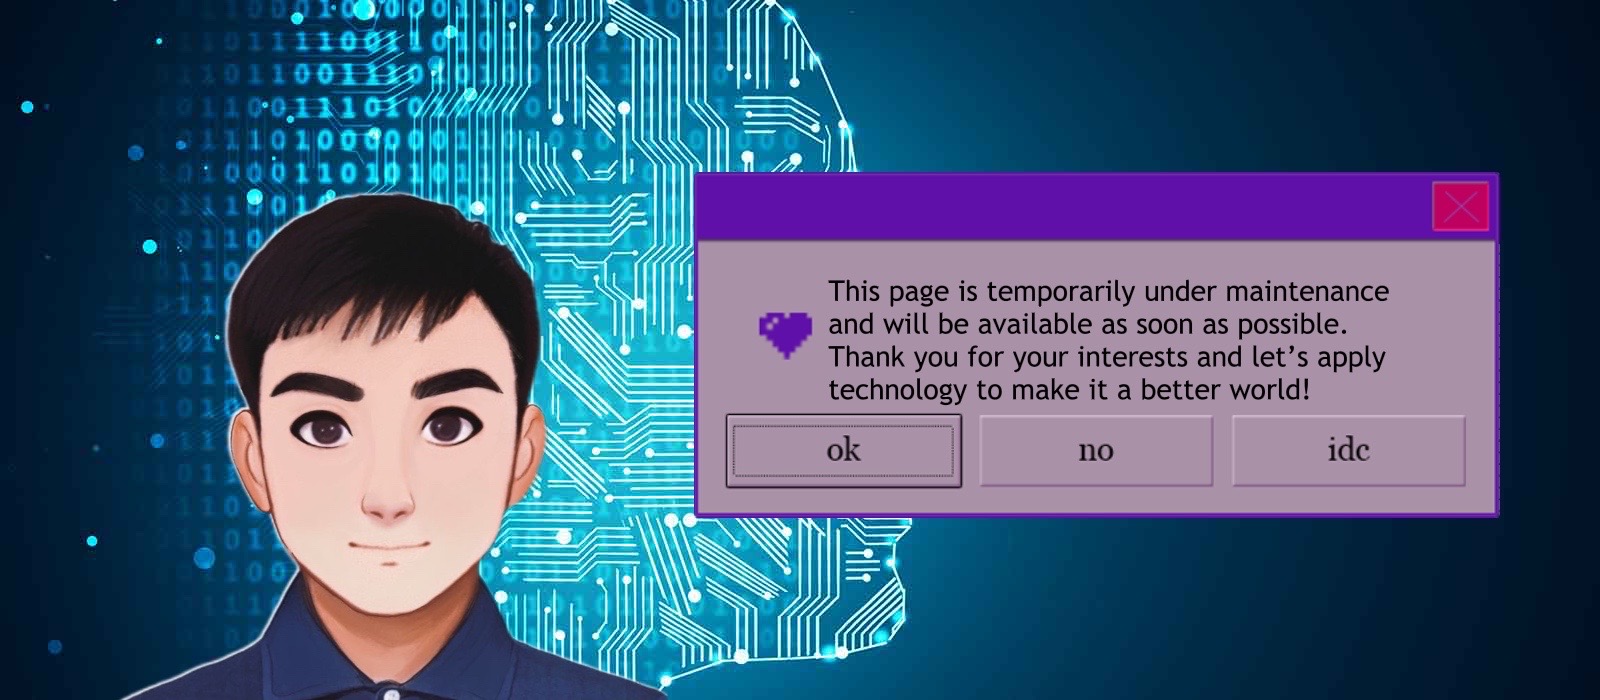 This page is temporarily under maintenance
and will be available as soon as possible.
Thank you for your interests and let’s apply
technology to make it a better world!
ok no idc